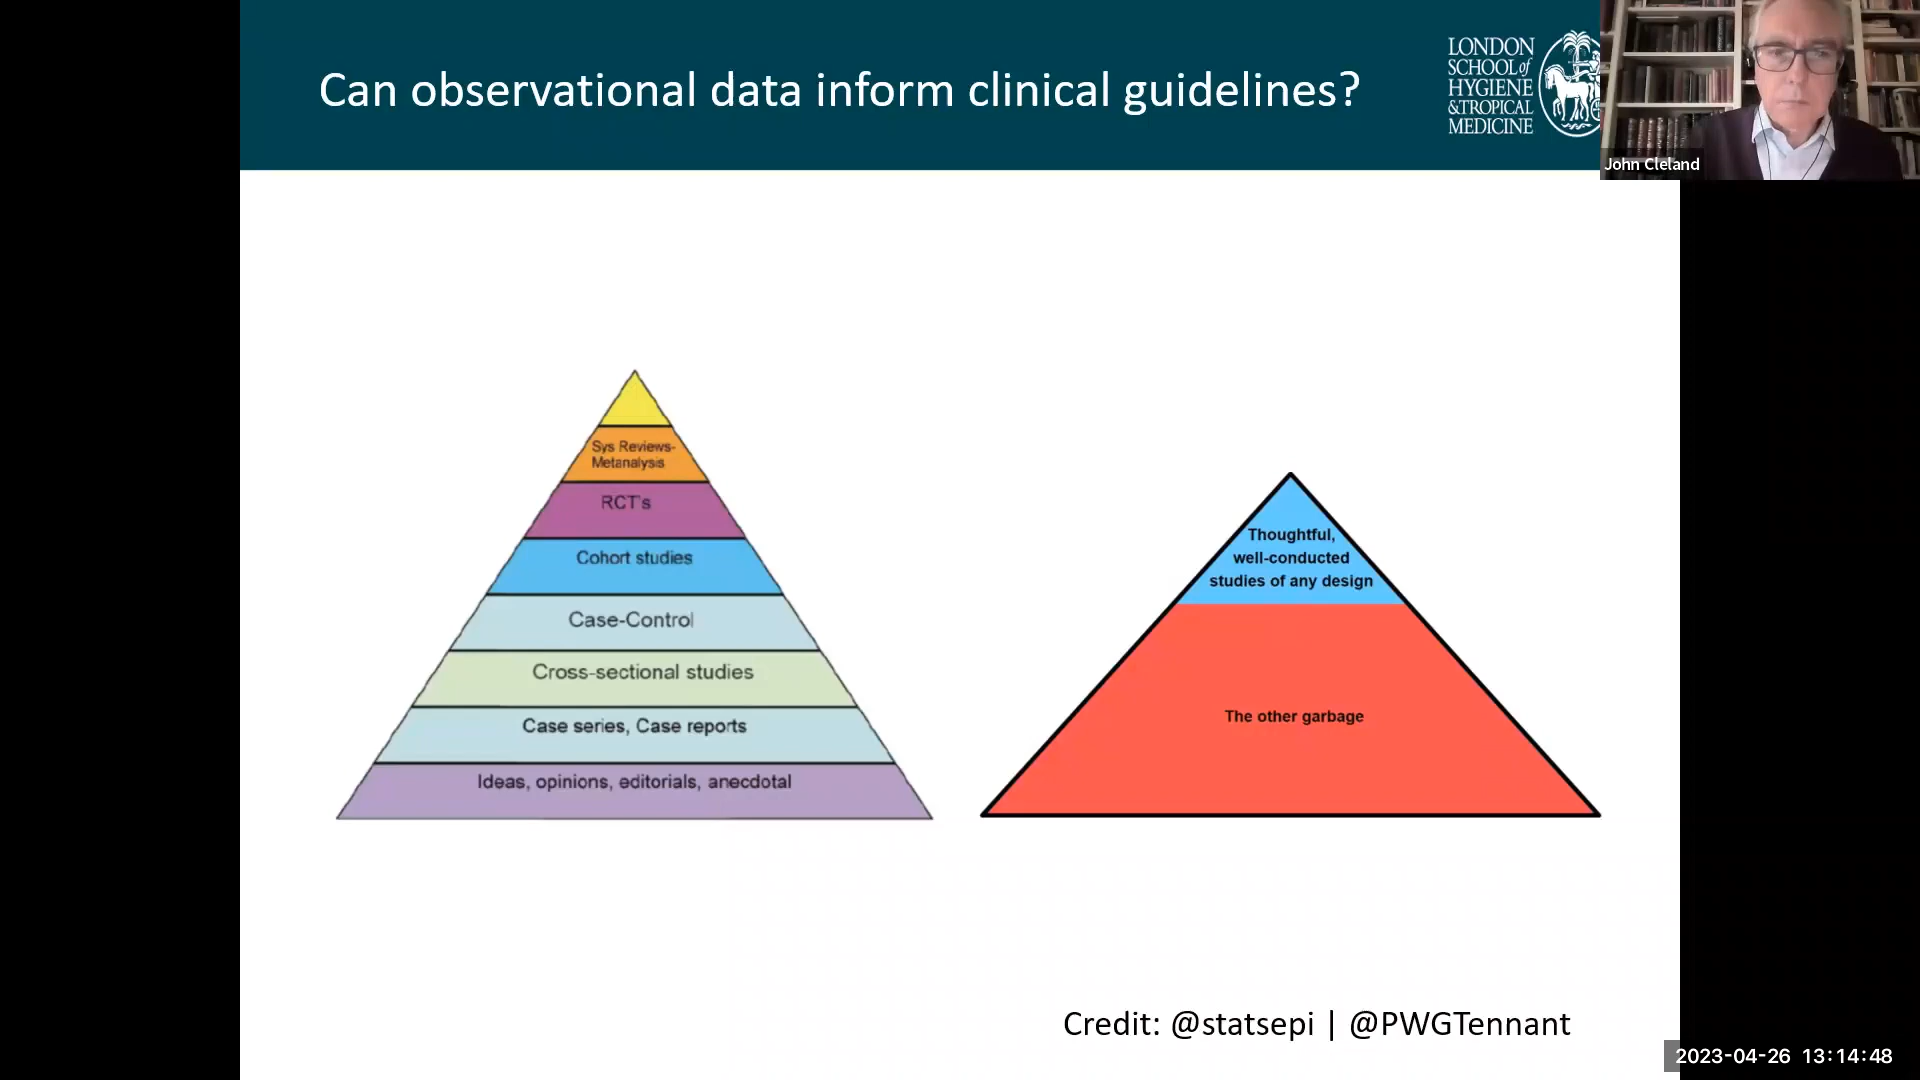 Can observational data inform clinical guidelines?
LONDON
SCHOOL of
HYGIENE
& TROPICAL
MEDICINE
John Cleland
Sys Reviews-
Metanalysis
RCT's
Cohort studies
Case-Control
Cross-sectional studies
Case series, Case reports
Ideas, opinions, editorials, anecdotal
Thoughtful,
well-conducted
studies of any design
The other garbage
Credit: @statsepi | @PWGTennant
2023-04-26 13:14:48